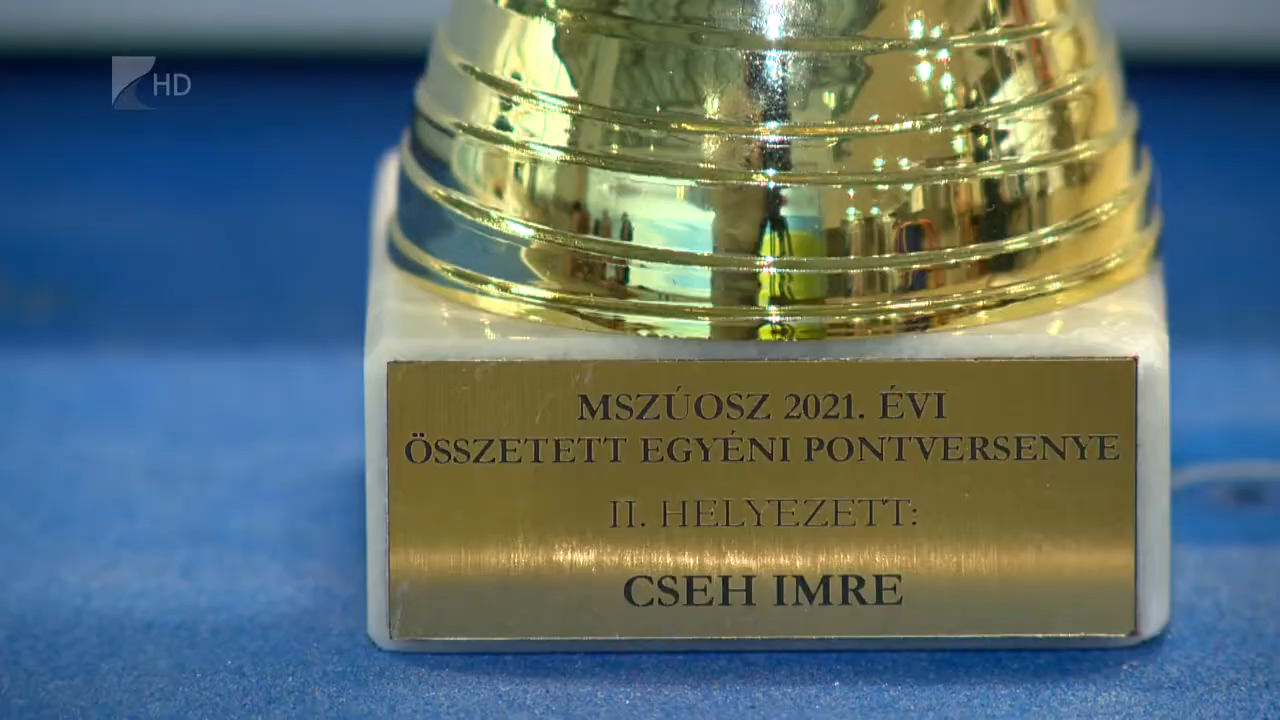 HD
MSZÚOSZ 2021. ÉVI
ÖSSZETETT EGYÉNI PONTVERSENYE
II. HELYEZETT:
CSEH IMRE